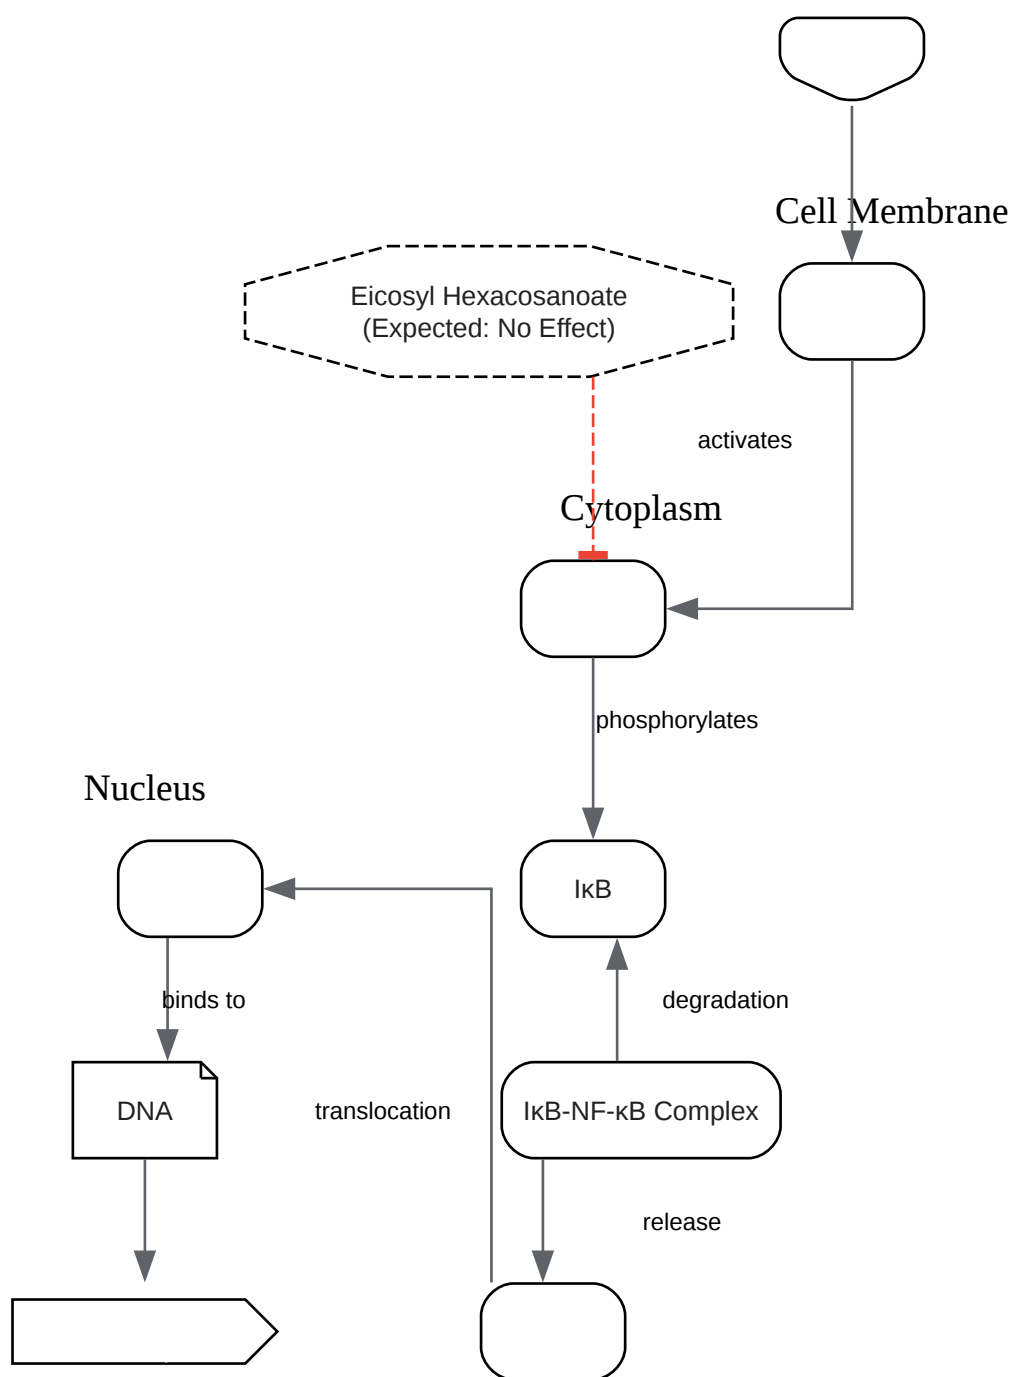 Cell Membrane
Eicosyl Hexacosanoate
(Expected: No Effect)
activates
Cytoplasm
phosphorylates
Nucleus
IκB
binds to
degradation
DNA
translocation
IκB-NF-κB Complex
release